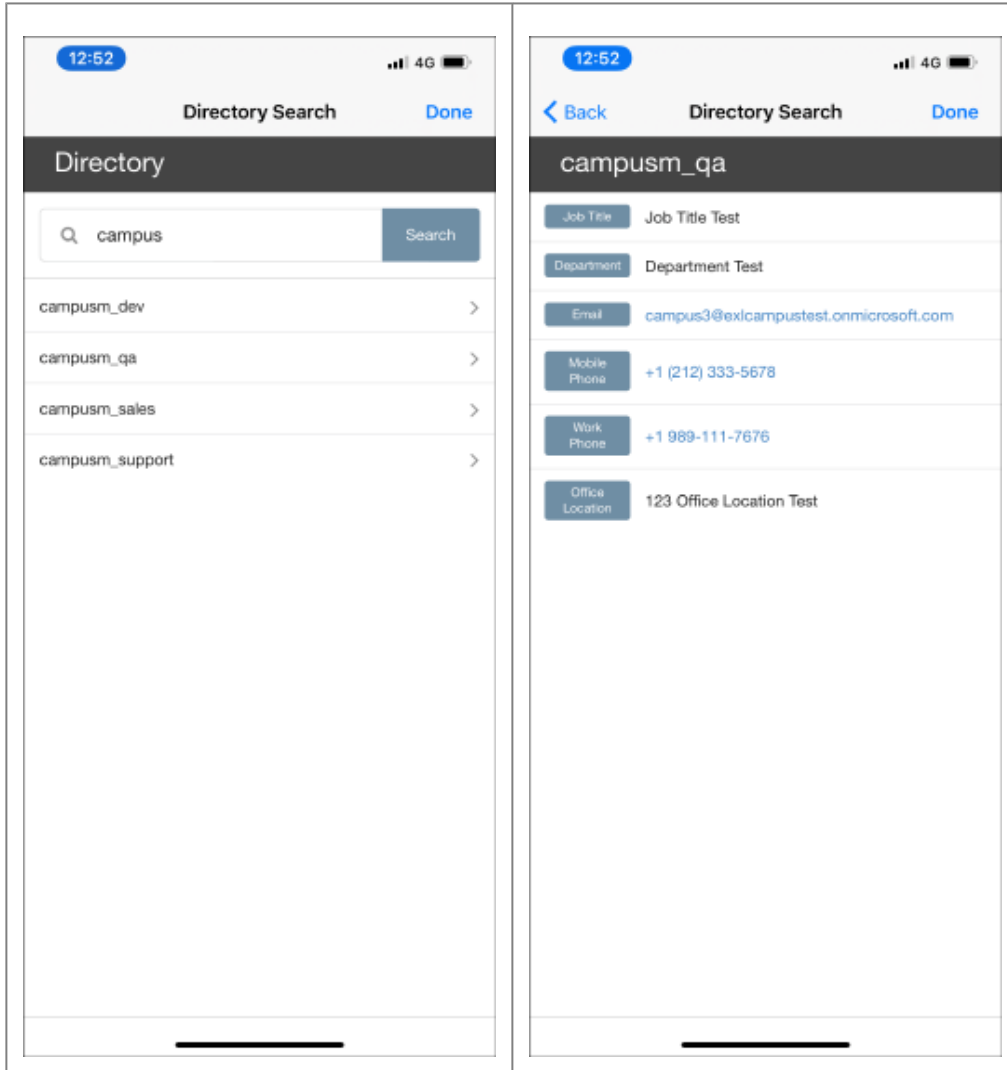 12:52
4G
Directory Search Done
Directory
campus Search
campusm_dev
campusm_qa
campusm_sales
campusm_support
12:52
4G
Back Directory Search Done
campusm_qa
Job Title Job Title Test
Department Department Test
Email campus3@exlcampustest.onmicrosoft.com
Mobile
Phone
+1 (212) 333-5678
Work
Phone
+1 989-111-7676
Office
Location
123 Office Location Test